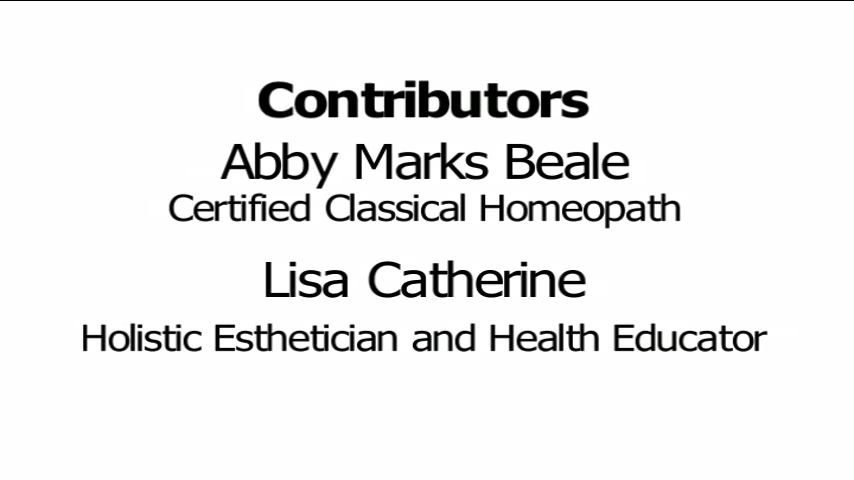 Contributors
Abby Marks Beale
Certified Classical Homeopath
Lisa Catherine
Holistic Esthetician and Health Educator